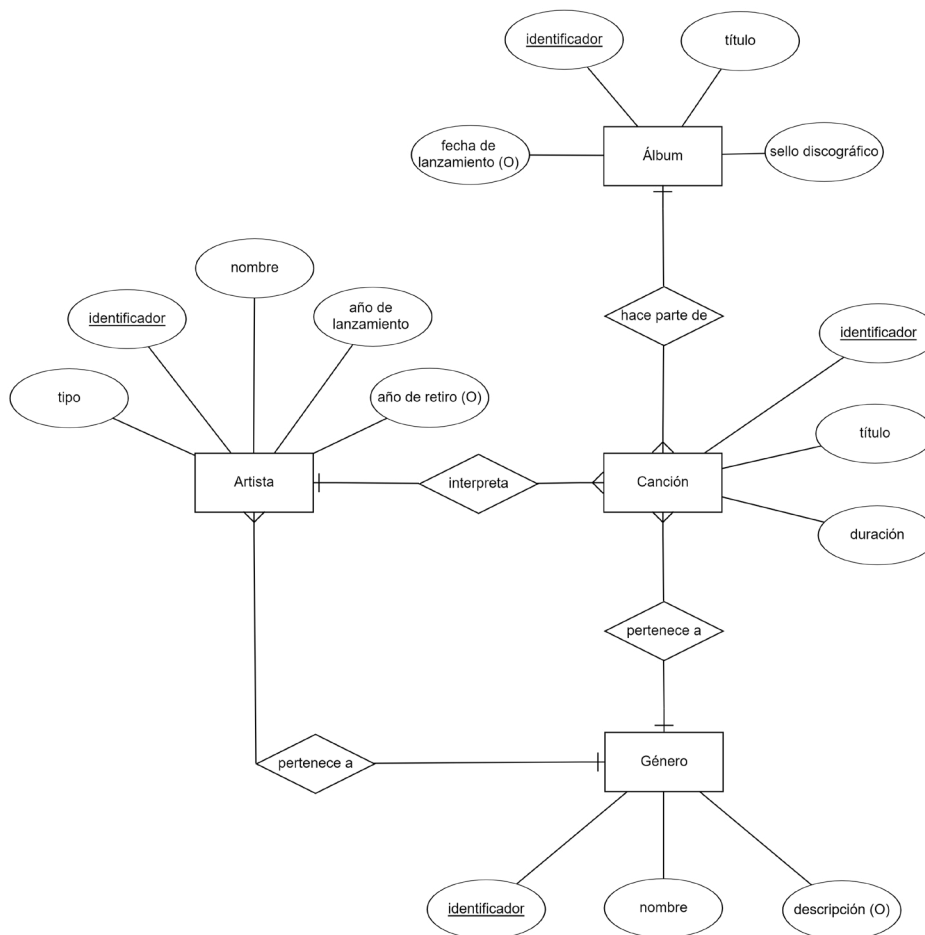 identificador
título
fecha de
lanzamiento (O)
Álbum
sello discográfico
nombre
identificador
año de
lanzamiento
tipo
año de retiro (O)
hace parte de
identificador
título
Artista
interpreta
Canción
duración
pertenece a
pertenece a
Género
identificador
nombre
descripción (O)